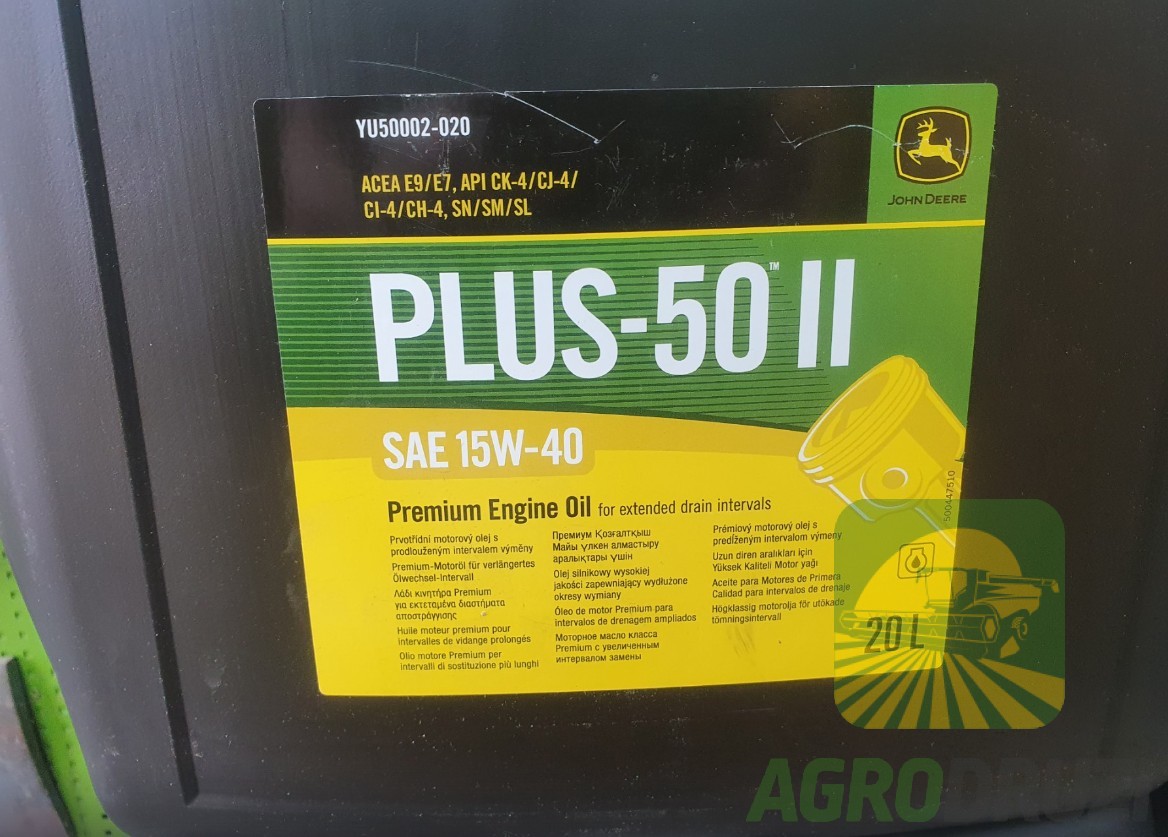 YU50002-020
ACEA E9/E7, API CK-4/CJ-4/
CI-4/CH-4, SN/SM/SL
JOHN DEERE
PLUS-50™ II
SAE 15W-40
Premium Engine Oil for extended drain intervals
Prvotřídní motorový olej s
prodlouženým intervalem výměny
Premium-Motoröl für verlängertes
Ölwechsel-Intervall
Λάδι κινητήρα Premium
για εκτεταμένα διαστήματα
αποστράγγισης
Huile moteur premium pour
intervalles de vidange prolongés
Olio motore Premium per
intervalli di sostituzione più lunghi
Премиум Қозғалтқыш
Майы үлкен алмастыру
аралықтары үшін
Olej silnikowy wysokiej
jakości zapewniający wydłużone
okresy wymiany
Óleo de motor Premium para
intervalos de drenagem ampliados
Моторное масло класса
Premium с увеличенным
интервалом замены
Prémiový motorový olej s
predĺženým intervalom výmeny
Uzun diren aralıkları için
Yüksek Kaliteli Motor yağı
Aceite para Motores de Primera
Calidad para intervalos de drenaje
Högklassig motorolja för utökade
tömningsintervall
500447510
20 L